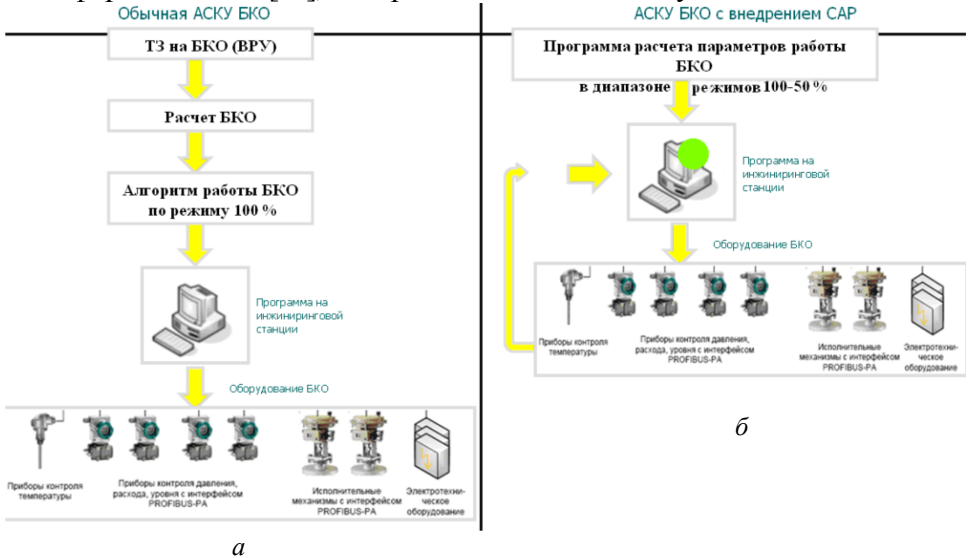 Обычная АСКУ БКО
ТЗ на БКО (ВРУ)
Расчет БКО
Алгоритм работы БКО
по режиму 100 %
Программа на
инжиниринговой
станции
Оборудование БКО
Приборы контроля
температуры
Приборы контроля давления,
расхода, уровня с интерфейсом
PROFIBUS-PA
Исполнительные
механизмы с интерфейсом
PROFIBUS-PA
Электротехни-
ческое
оборудование
а
АСКУ БКО с внедрением САР
Программа расчета параметров работы
БКО
в диапазоне режимов 100-50 %
Программа на
инжиниринговой
станции
Оборудование БКО
Приборы контроля
температуры
Приборы контроля давления,
расхода, уровня с интерфейсом
PROFIBUS-PA
Исполнительные
механизмы с интерфейсом
PROFIBUS-PA
Электротехни-
ческое
оборудование
б